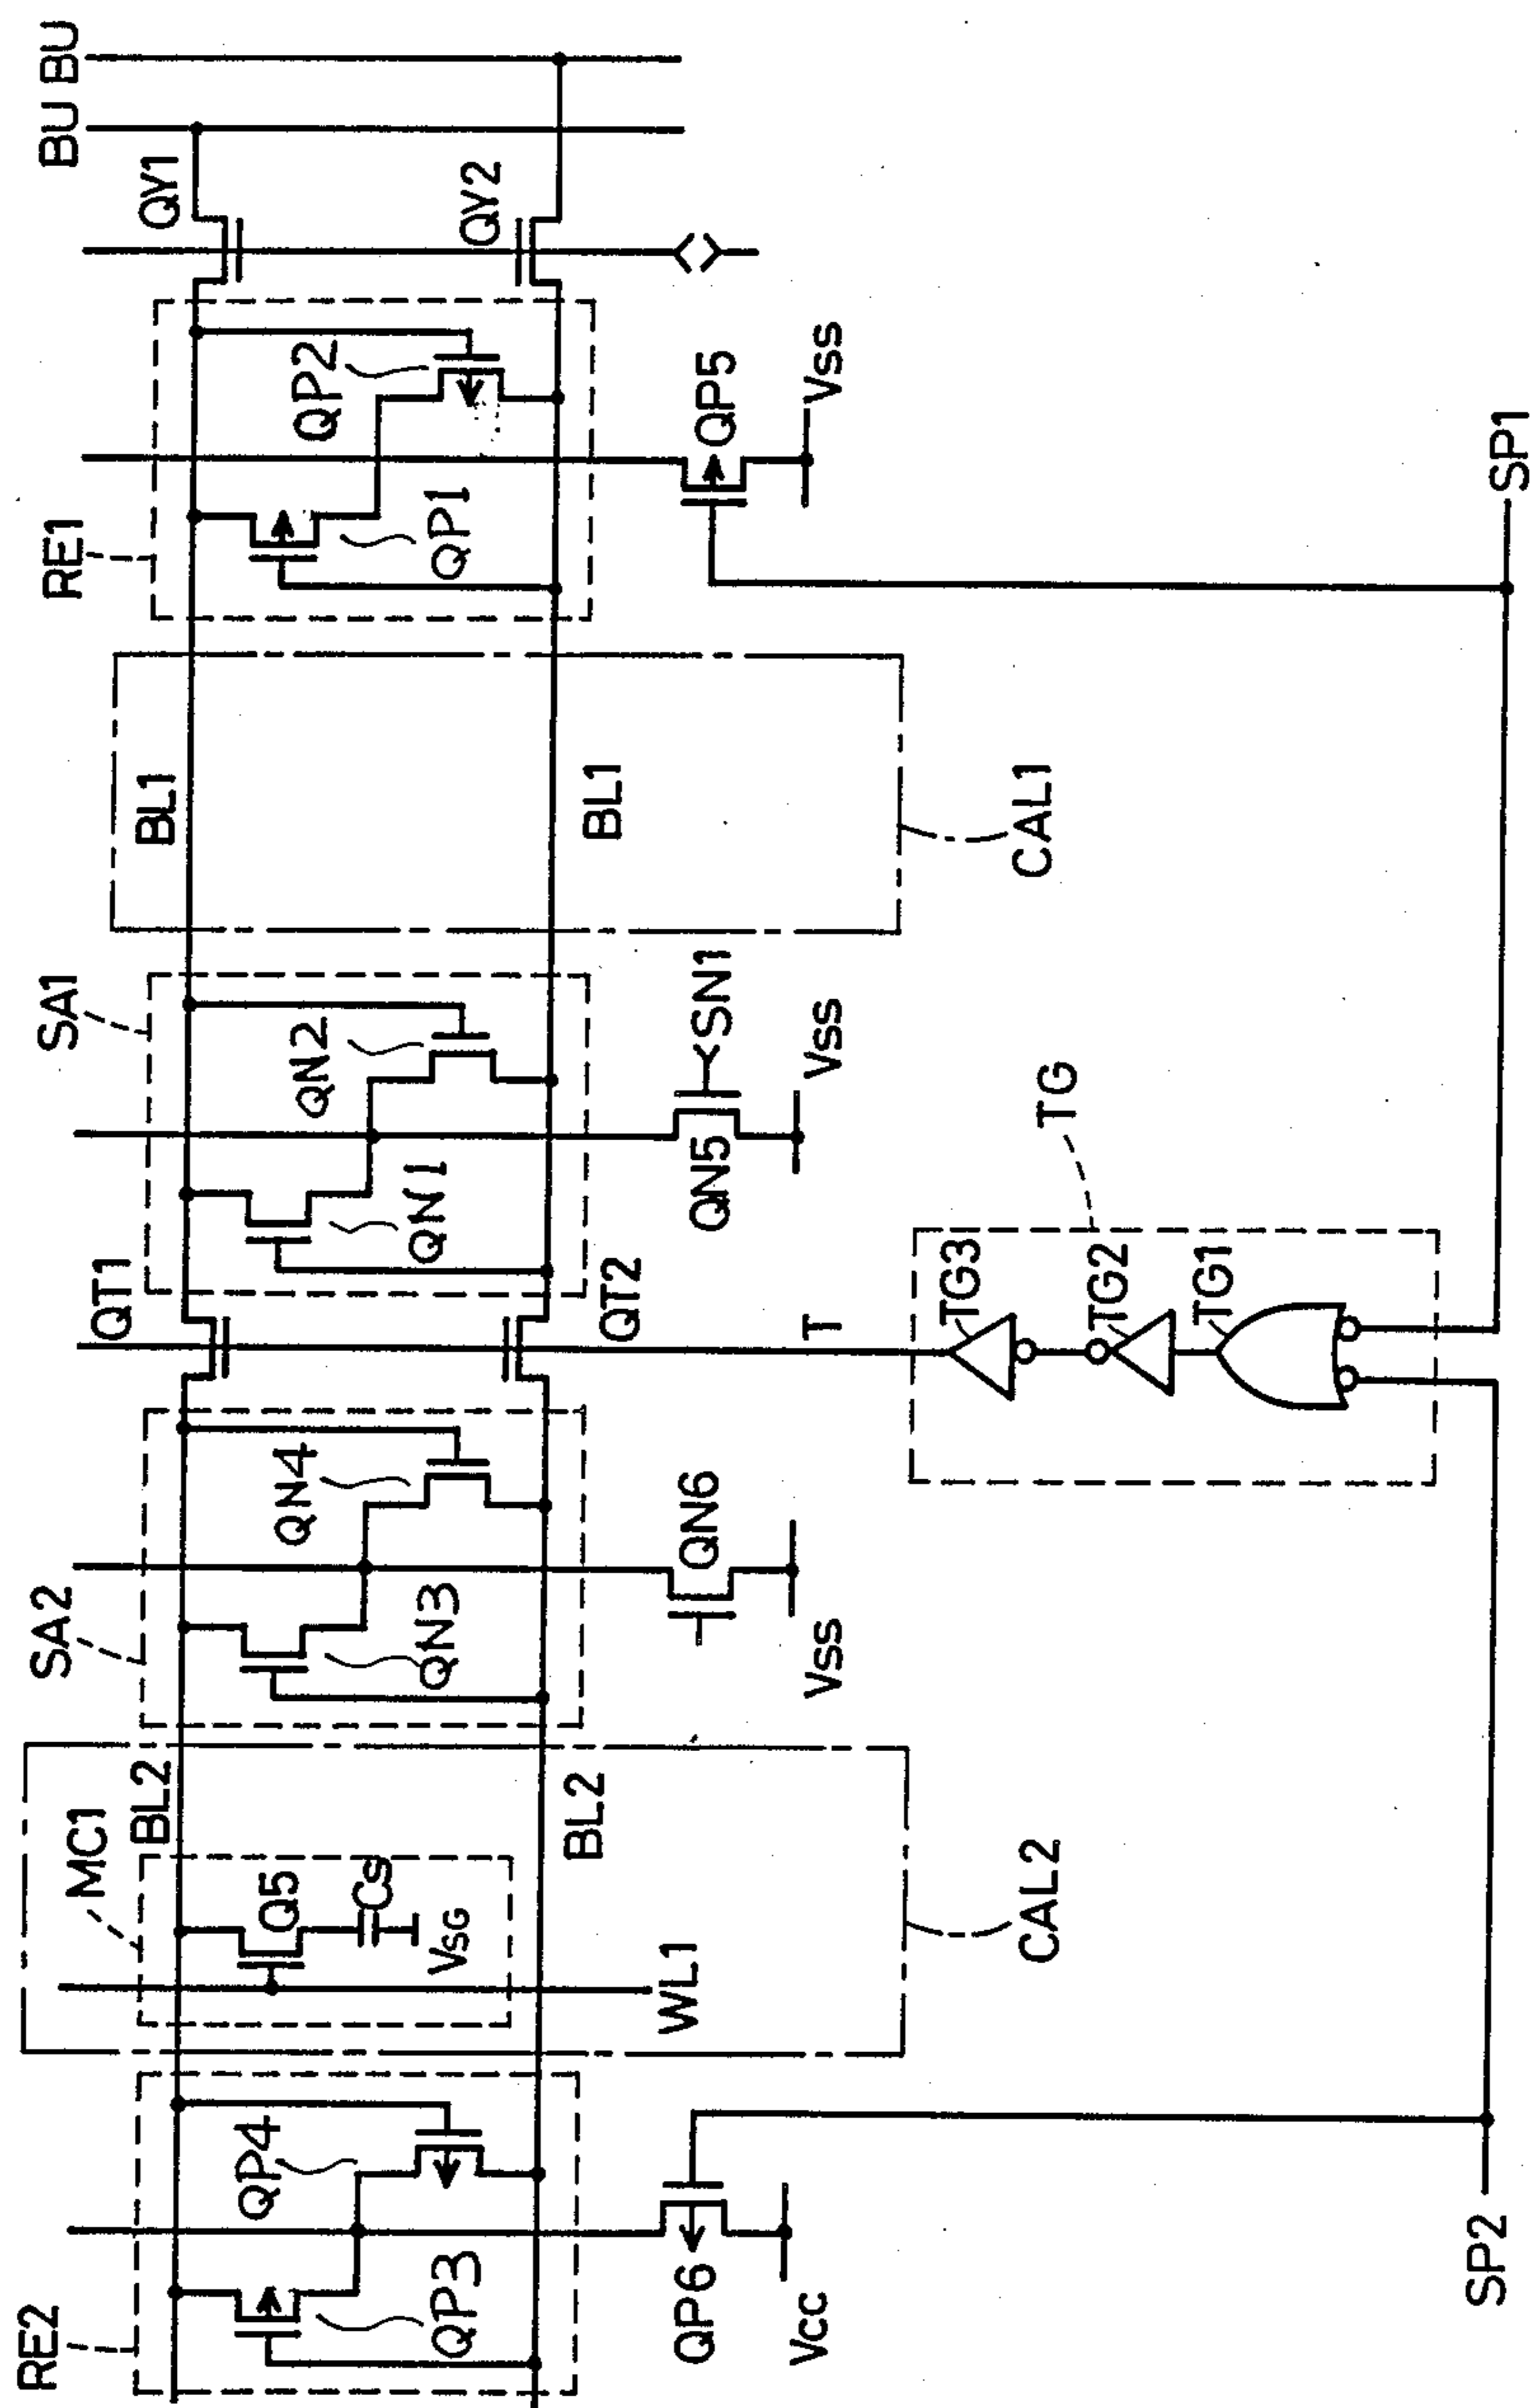 BU BU
QY1
QY2
RE1
QP2
QP1
QP5
Vss
SP1
BL1
BL1
CAL1
SA1
QN2
QN1
SN1
QN5
Vss
QT1
QT2
T
TG
TG3
TG2
TG1
SA2
QN4
QN3
QN6
Vss
MC1
BL2
BL2
Q5
Cs
VSG
WL1
CAL2
RE2
QP4
QP3
QP6
Vcc
SP2